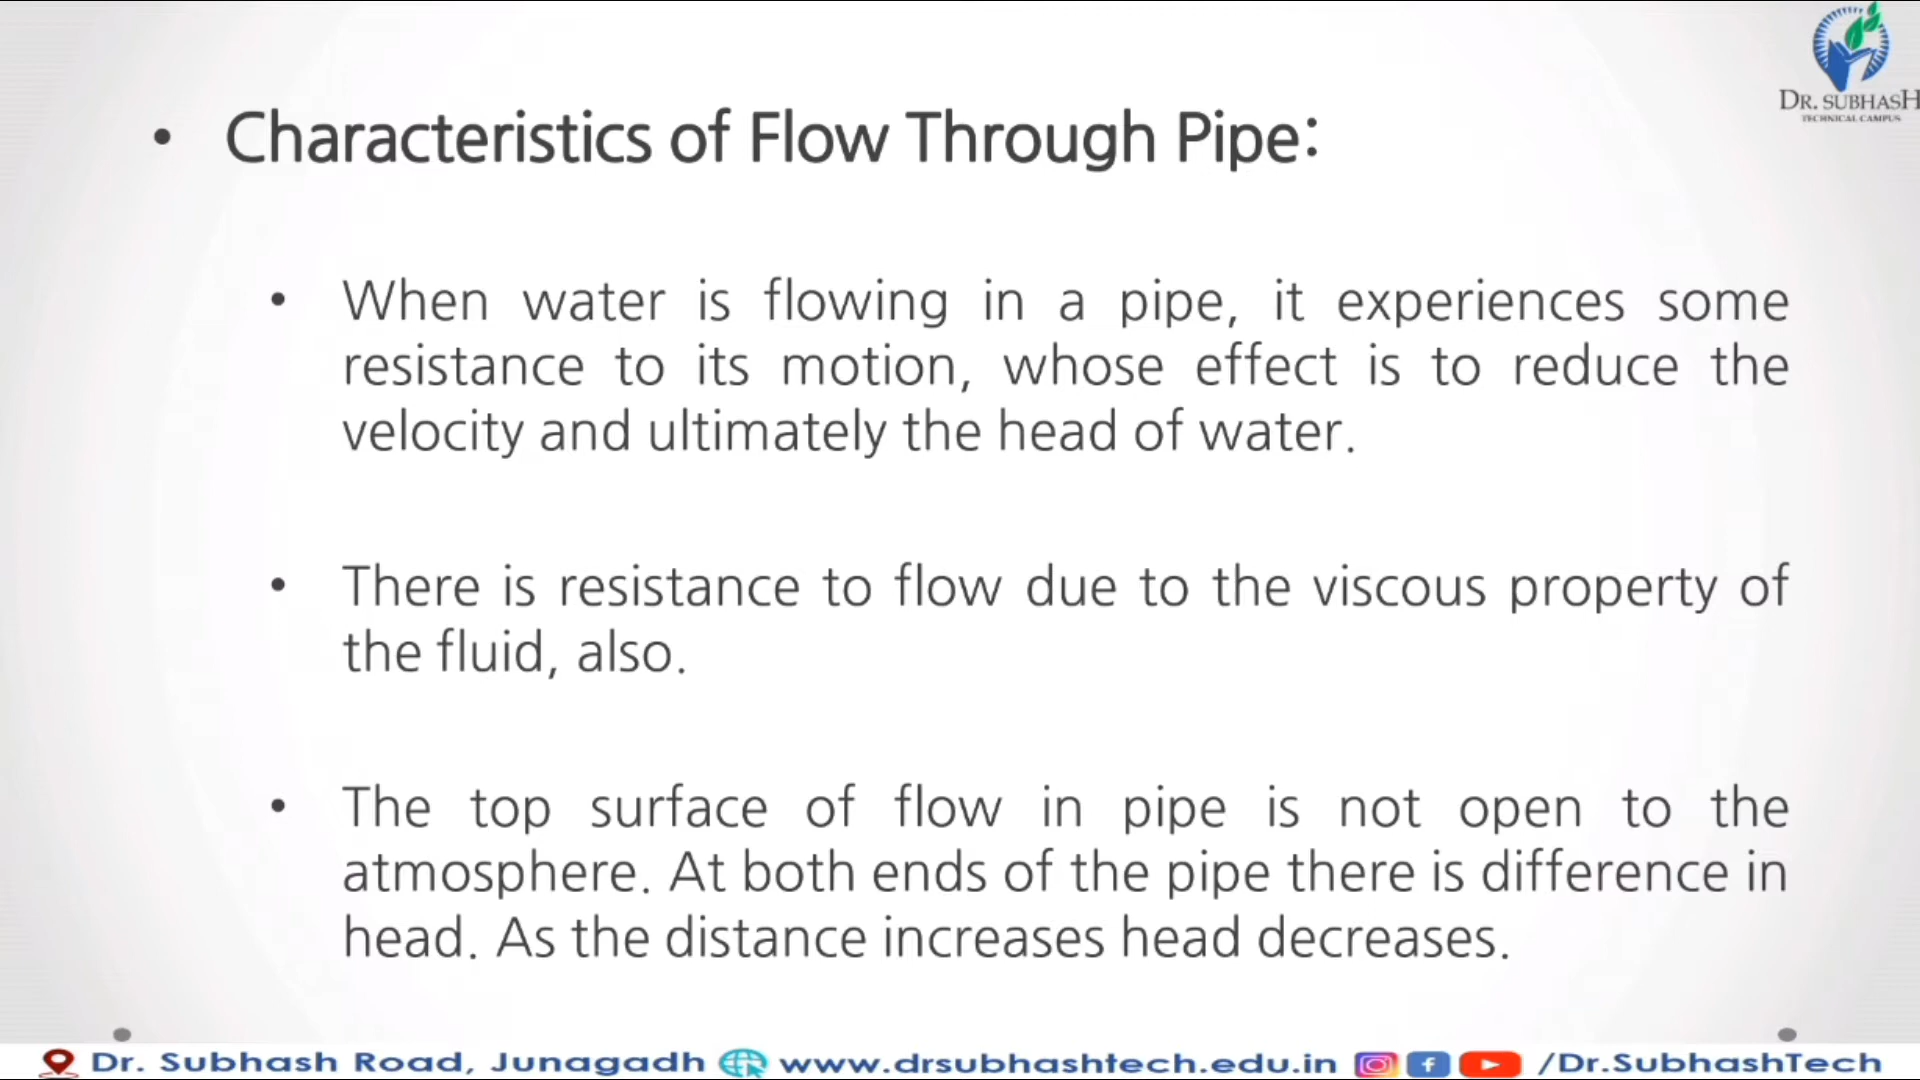 DR. SUBHASH
TECHNICAL CAMPUS
• Characteristics of Flow Through Pipe:
• When water is flowing in a pipe, it experiences some
resistance to its motion, whose effect is to reduce the
velocity and ultimately the head of water.
• There is resistance to flow due to the viscous property of
the fluid, also.
• The top surface of flow in pipe is not open to the
atmosphere. At both ends of the pipe there is difference in
head. As the distance increases head decreases.
Dr. Subhash Road, Junagadh www.drsubhashtech.edu.in /Dr.SubhashTech